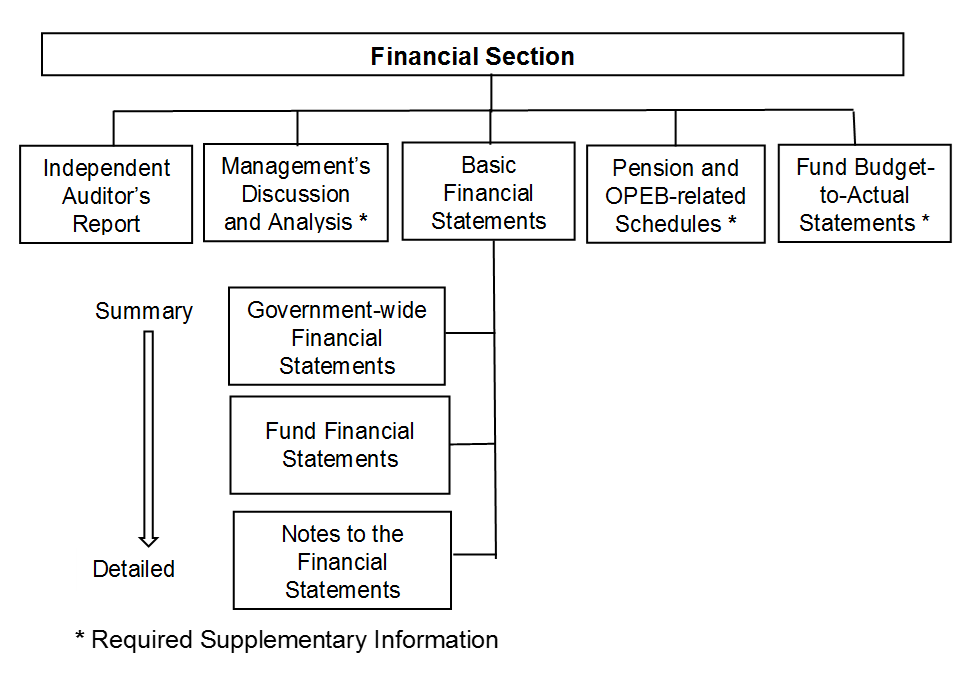 Financial Section
Independent
Auditor's
Report
Management's
Discussion
and Analysis *
Basic
Financial
Statements
Pension and
OPEB-related
Schedules *
Fund Budget-
to-Actual
Statements *
Summary
Government-wide
Financial
Statements
Fund Financial
Statements
Notes to the
Financial
Statements
Detailed
* Required Supplementary Information